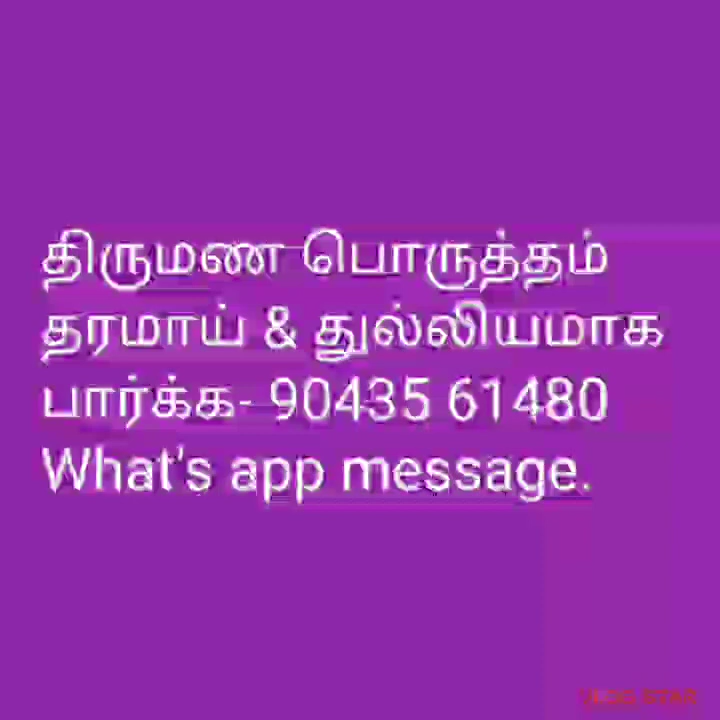 திருமண பொருத்தம்
தரமாய் & துல்லியமாக
பார்க்க- 90435 61480
What's app message.